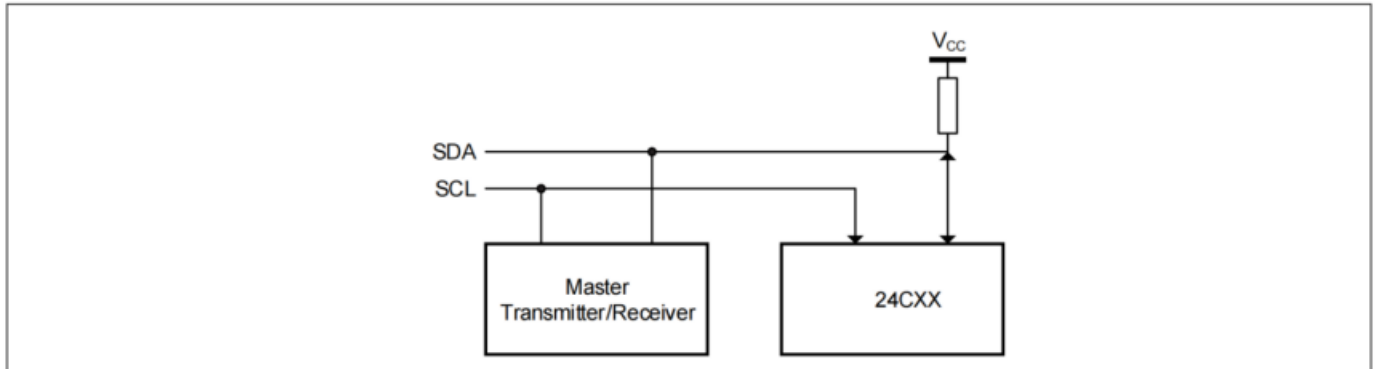 VCC
SDA
SCL
Master
Transmitter/Receiver
24CXX